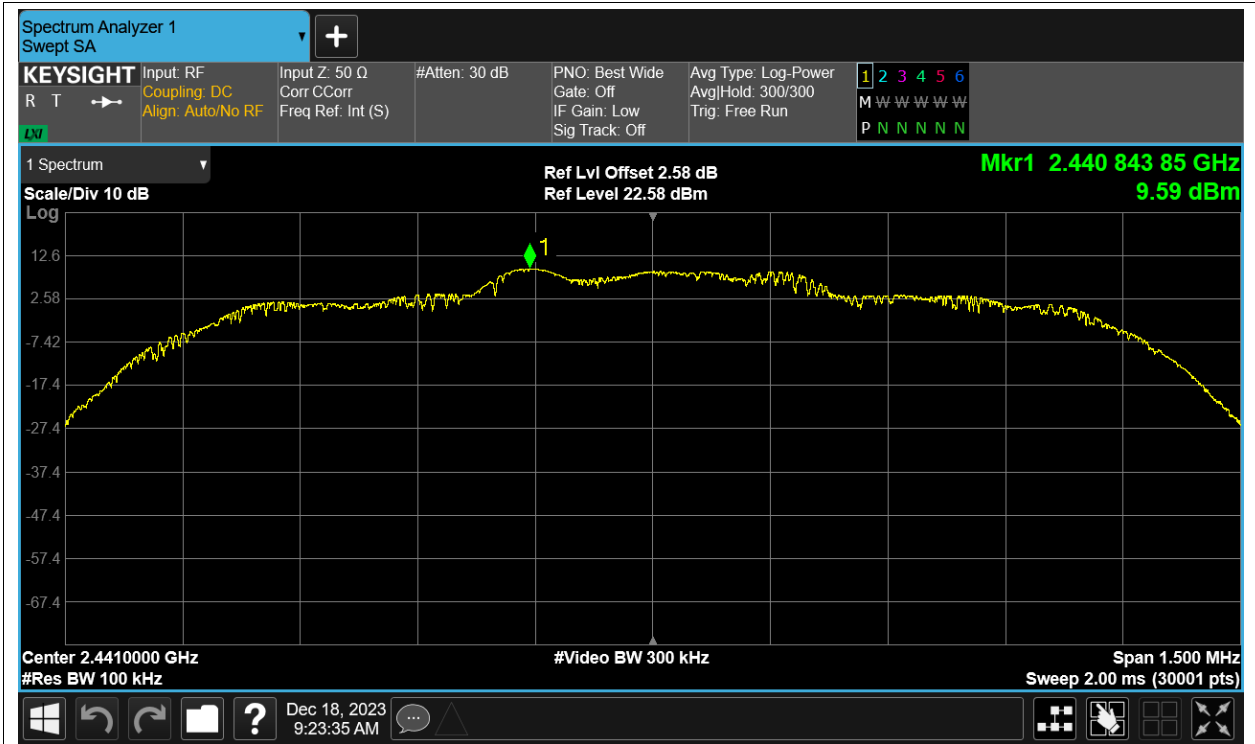 Spectrum Analyzer 1
Swept SA
KEYSIGHT
R T
LXI
Input: RF
Coupling: DC
Align: Auto/No RF
Input Z: 50 Ω
Corr CCorr
Freq Ref: Int (S)
#Atten: 30 dB
PNO: Best Wide
Gate: Off
IF Gain: Low
Sig Track: Off
Avg Type: Log-Power
Avg|Hold: 300/300
Trig: Free Run
1 2 3 4 5 6
M W W W W W
P N N N N N
1 Spectrum
Scale/Div 10 dB
Log
Ref Lvl Offset 2.58 dB
Ref Level 22.58 dBm
Mkr1 2.440 843 85 GHz
9.59 dBm
1
12.6
2.58
-7.42
-17.4
-27.4
-37.4
-47.4
-57.4
-67.4
Center 2.4410000 GHz
#Res BW 100 kHz
#Video BW 300 kHz
Span 1.500 MHz
Sweep 2.00 ms (30001 pts)
?
Dec 18, 2023
9:23:35 AM